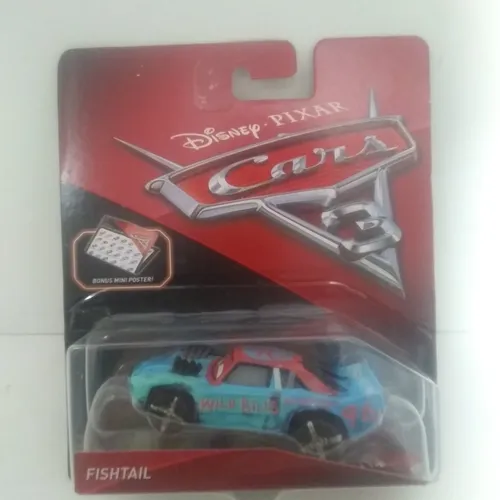 DISNEY · PIXAR
Cars
3
BONUS MINI POSTER!
FISHTAIL